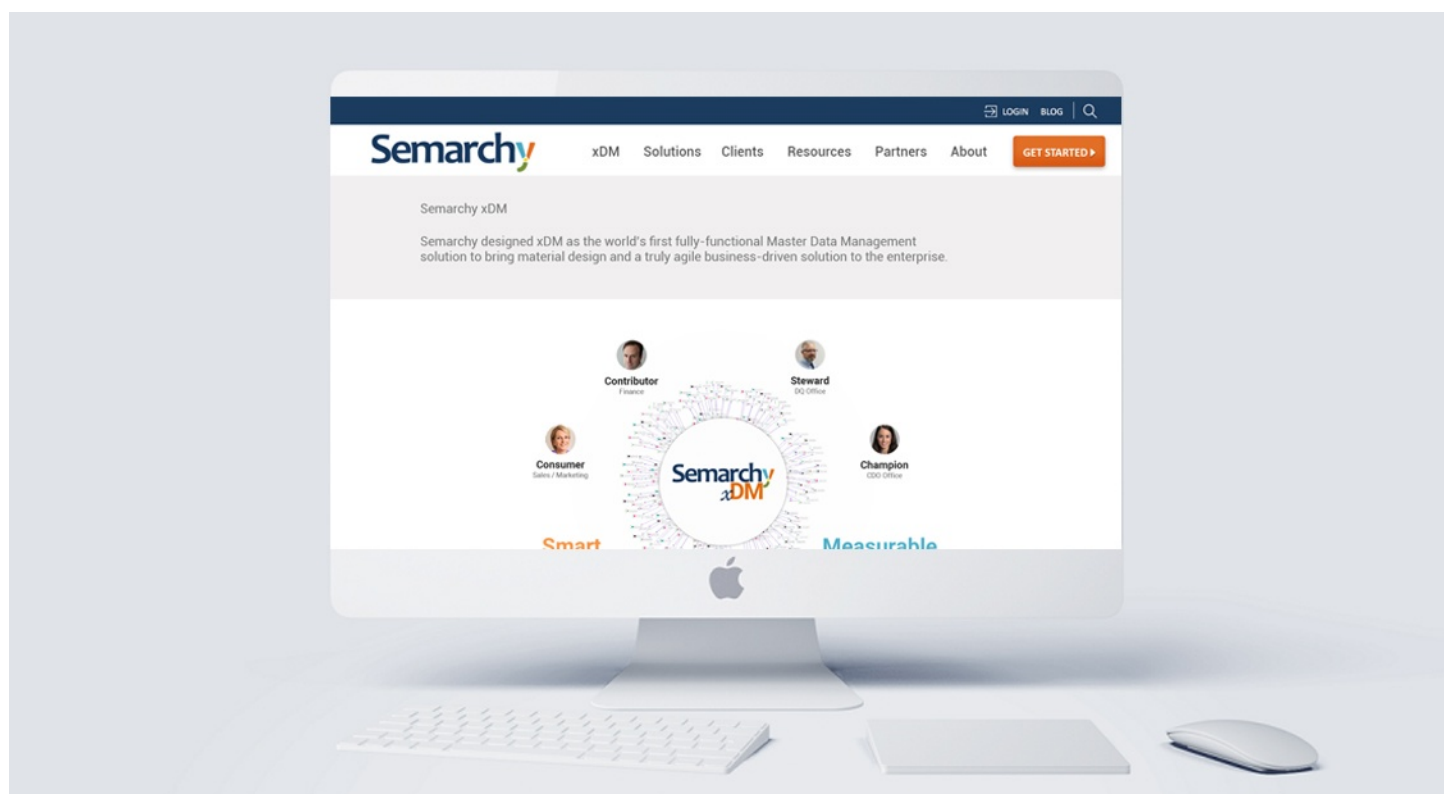 LOGIN BLOG
Semarchy
xDM Solutions Clients Resources Partners About GET STARTED
Semarchy xDM
Semarchy designed xDM as the world's first fully-functional Master Data Management
solution to bring material design and a truly agile business-driven solution to the enterprise.
Contributor
Finance
Steward
DQ Office
Consumer
Sales / Marketing
Champion
CDO Office
Semarchy
xDM
Smart
Measurable